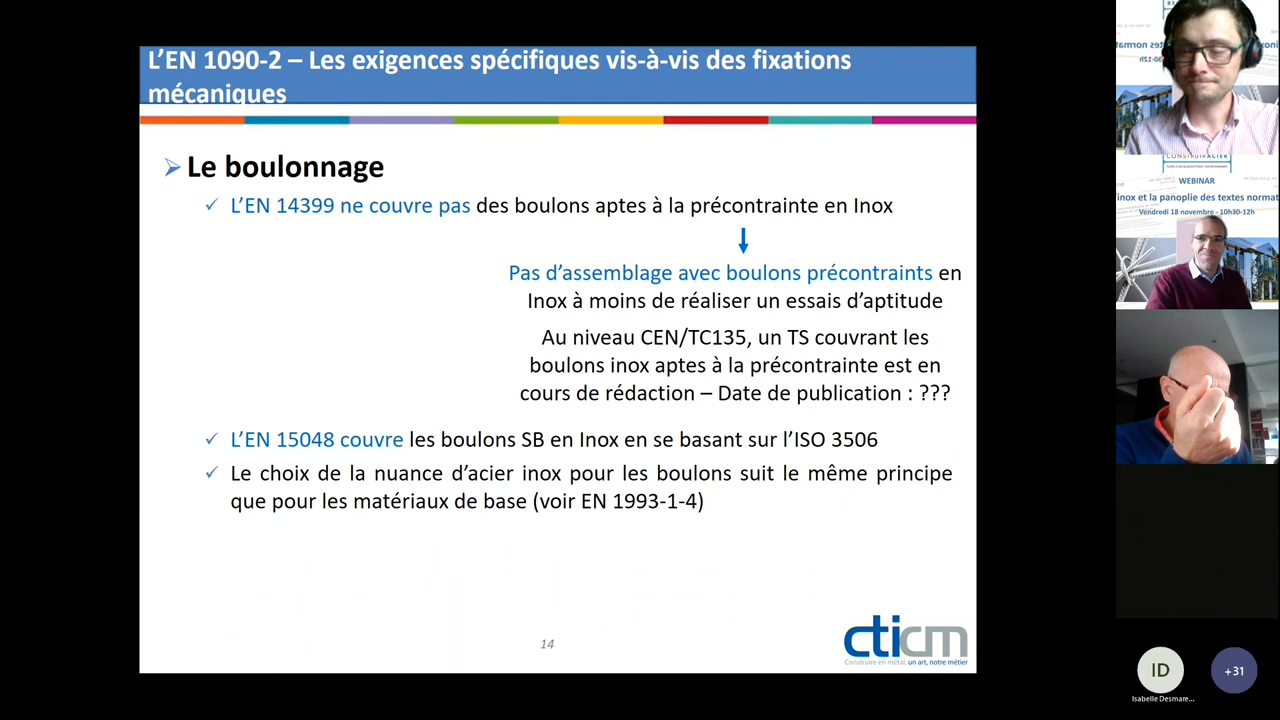 L'EN 1090-2 – Les exigences spécifiques vis-à-vis des fixations
mécaniques
Le boulonnage
L'EN 14399 ne couvre pas des boulons aptes à la précontrainte en Inox
Pas d'assemblage avec boulons précontraints en
Inox à moins de réaliser un essais d'aptitude
Au niveau CEN/TC135, un TS couvrant les
boulons inox aptes à la précontrainte est en
cours de rédaction – Date de publication : ???
L'EN 15048 couvre les boulons SB en Inox en se basant sur l'ISO 3506
Le choix de la nuance d'acier inox pour les boulons suit le même principe
que pour les matériaux de base (voir EN 1993-1-4)
14
cticm
Construire en métal, un art, notre métier
CONSTRUIRACIER
WEBINAR
inox et la panoplie des textes normat
Vendredi 18 novembre - 10h30-12h
ID
Isabelle Desmare...
+31